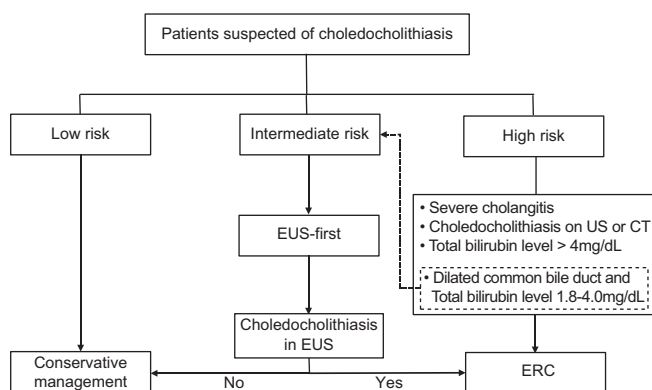 Patients suspected of choledocholithiasis
Low risk
Intermediate risk
High risk
• Severe cholangitis
• Choledocholithiasis on US or CT
• Total bilirubin level > 4mg/dL
• Dilated common bile duct and
Total bilirubin level 1.8-4.0mg/dL
EUS-first
Choledocholithiasis
in EUS
Conservative
management
No
Yes
ERC